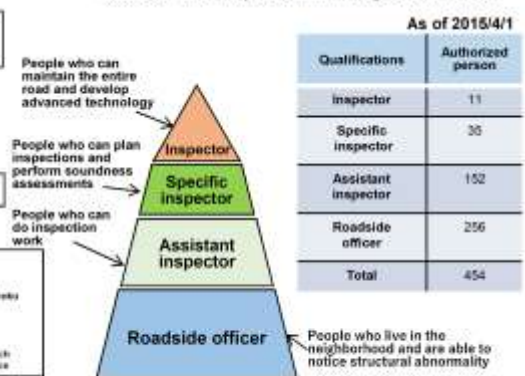 As of 2015/4/1
People who can
maintain the entire
road and develop
advanced technology
People who can plan
inspections and
perform soundness
assessments
People who can
do inspection
work
Inspector
Specific
inspector
Assistant
inspector
Roadside officer
People who live in the
neighborhood and are able to
notice structural abnormality
Qualifications Authorized
person
Inspector 11
Specific
inspector 35
Assistant
inspector 152
Roadside
officer 256
Total 454